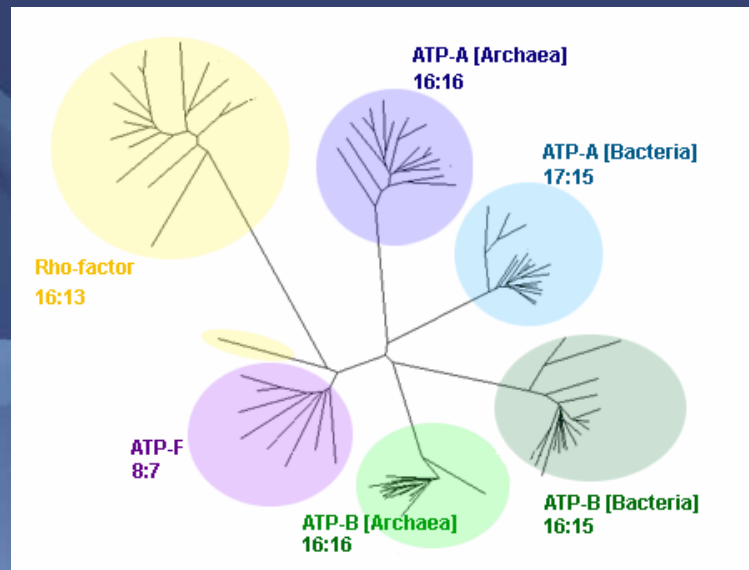 ATP-A [Archaea]
16:16
ATP-A [Bacteria]
17:15
Rho-factor
16:13
ATP-F
8:7
ATP-B [Archaea]
16:16
ATP-B [Bacteria]
16:15